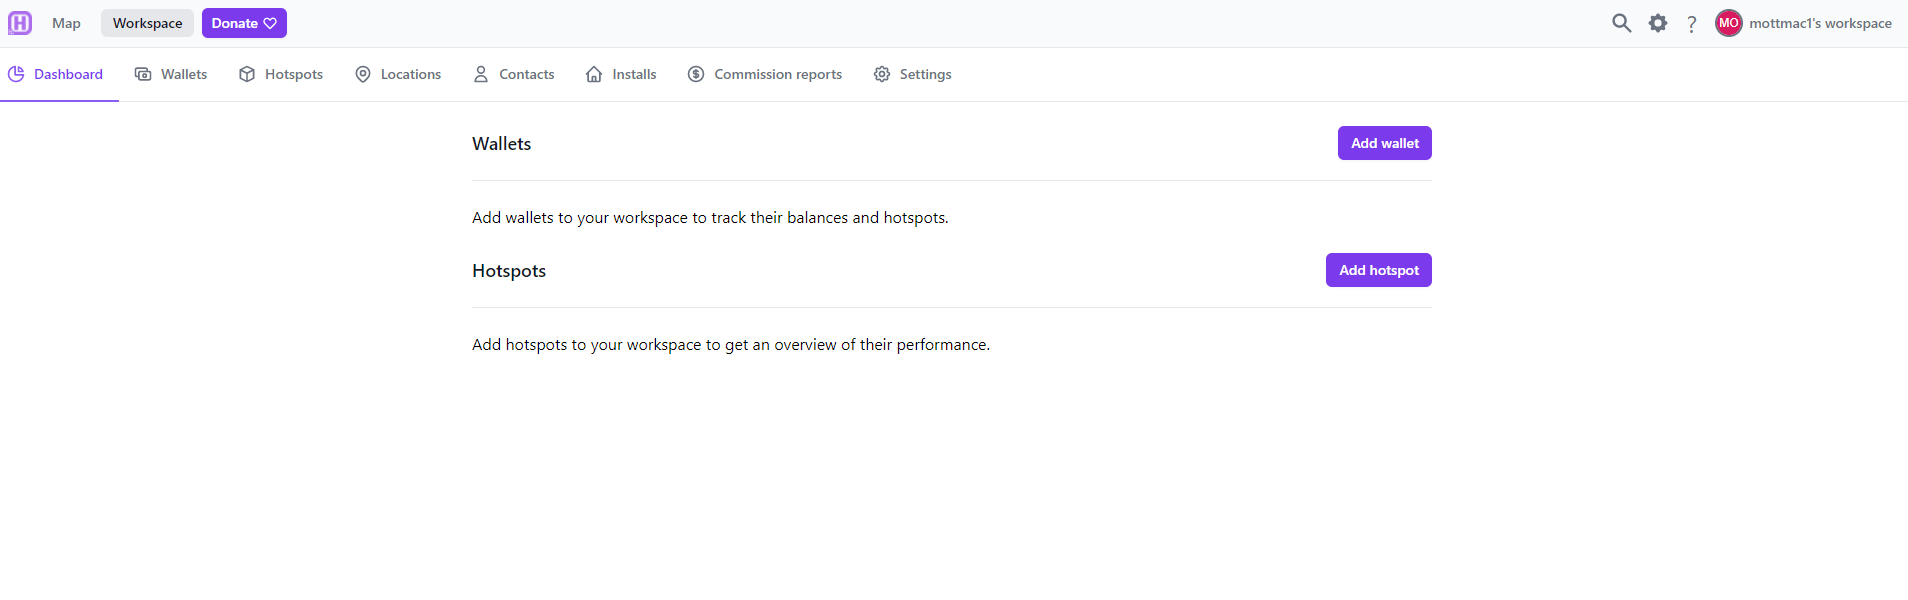 H Map Workspace Donate ? MO mottmac1's workspace
Dashboard Wallets Hotspots Locations Contacts Installs Commission reports Settings
Wallets Add wallet
Add wallets to your workspace to track their balances and hotspots.
Hotspots Add hotspot
Add hotspots to your workspace to get an overview of their performance.